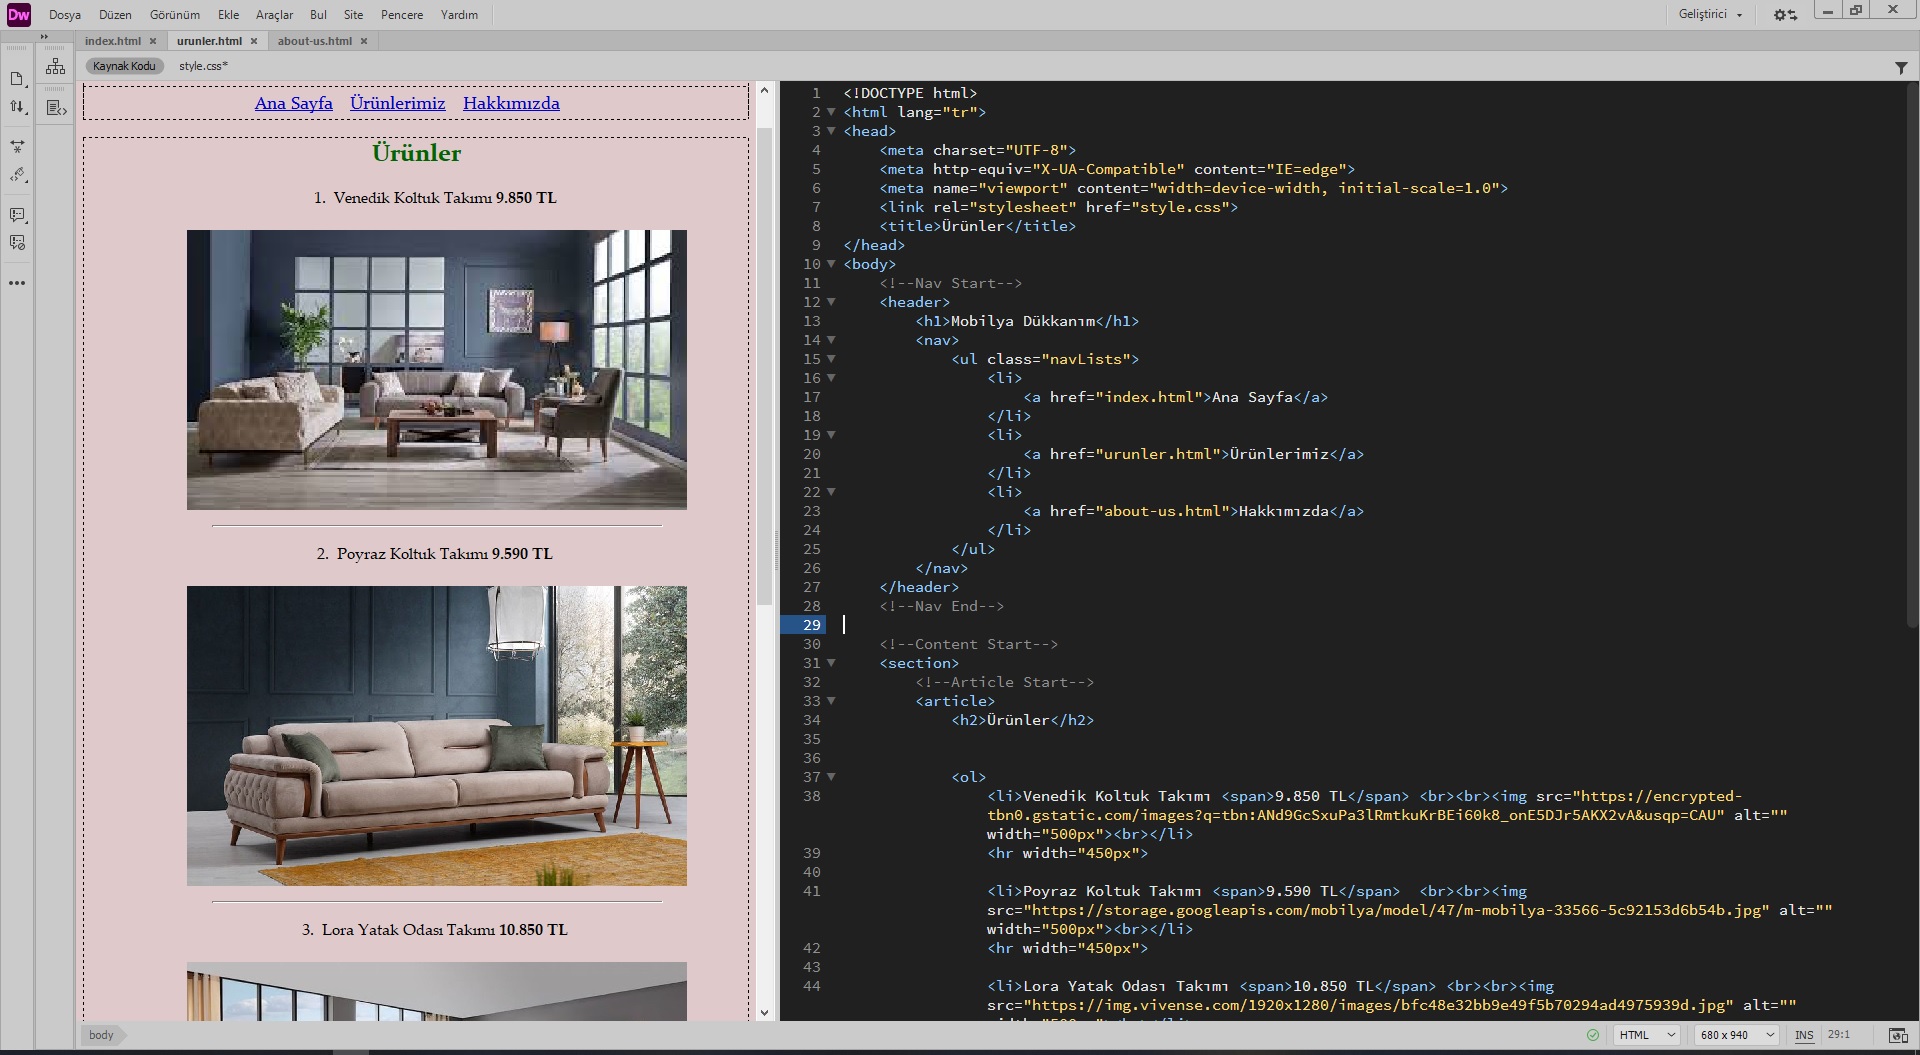 Dw
Dosya Düzen Görünüm Ekle Araçlar Bul Site Pencere Yardım
Geliştirici
index.html urunler.html about-us.html
Kaynak Kodu style.css*
Ana Sayfa Ürünlerimiz Hakkımızda
Ürünler
1. Venedik Koltuk Takımı 9.850 TL
2. Poyraz Koltuk Takımı 9.590 TL
3. Lora Yatak Odası Takımı 10.850 TL
1 <!DOCTYPE html>
2 <html lang="tr">
3 <head>
4 <meta charset="UTF-8">
5 <meta http-equiv="X-UA-Compatible" content="IE=edge">
6 <meta name="viewport" content="width=device-width, initial-scale=1.0">
7 <link rel="stylesheet" href="style.css">
8 <title>Ürünler</title>
9 </head>
10 <body>
11 <!--Nav Start-->
12 <header>
13 <h1>Mobilya Dükkanım</h1>
14 <nav>
15 <ul class="navLists">
16 <li>
17 <a href="index.html">Ana Sayfa</a>
18 </li>
19 <li>
20 <a href="urunler.html">Ürünlerimiz</a>
21 </li>
22 <li>
23 <a href="about-us.html">Hakkımızda</a>
24 </li>
25 </ul>
26 </nav>
27 </header>
28 <!--Nav End-->
29
30 <!--Content Start-->
31 <section>
32 <!--Article Start-->
33 <article>
34 <h2>Ürünler</h2>
35
36
37 <ol>
38 <li>Venedik Koltuk Takımı <span>9.850 TL</span> <br><br><img src="https://encrypted-
tbn0.gstatic.com/images?q=tbn:ANd9GcSxuPa3lRmtkuKrBEi60k8_onE5DJr5AKX2vA&usqp=CAU" alt=""
width="500px"><br></li>
39 <hr width="450px">
40
41 <li>Poyraz Koltuk Takımı <span>9.590 TL</span> <br><br><img
src="https://storage.googleapis.com/mobilya/model/47/m-mobilya-33566-5c92153d6b54b.jpg" alt=""
width="500px"><br></li>
42 <hr width="450px">
43
44 <li>Lora Yatak Odası Takımı <span>10.850 TL</span> <br><br><img
src="https://img.vivense.com/1920x1280/images/bfc48e32bb9e49f5b70294ad4975939d.jpg" alt=""
body
HTML 680 x 940 INS 29:1